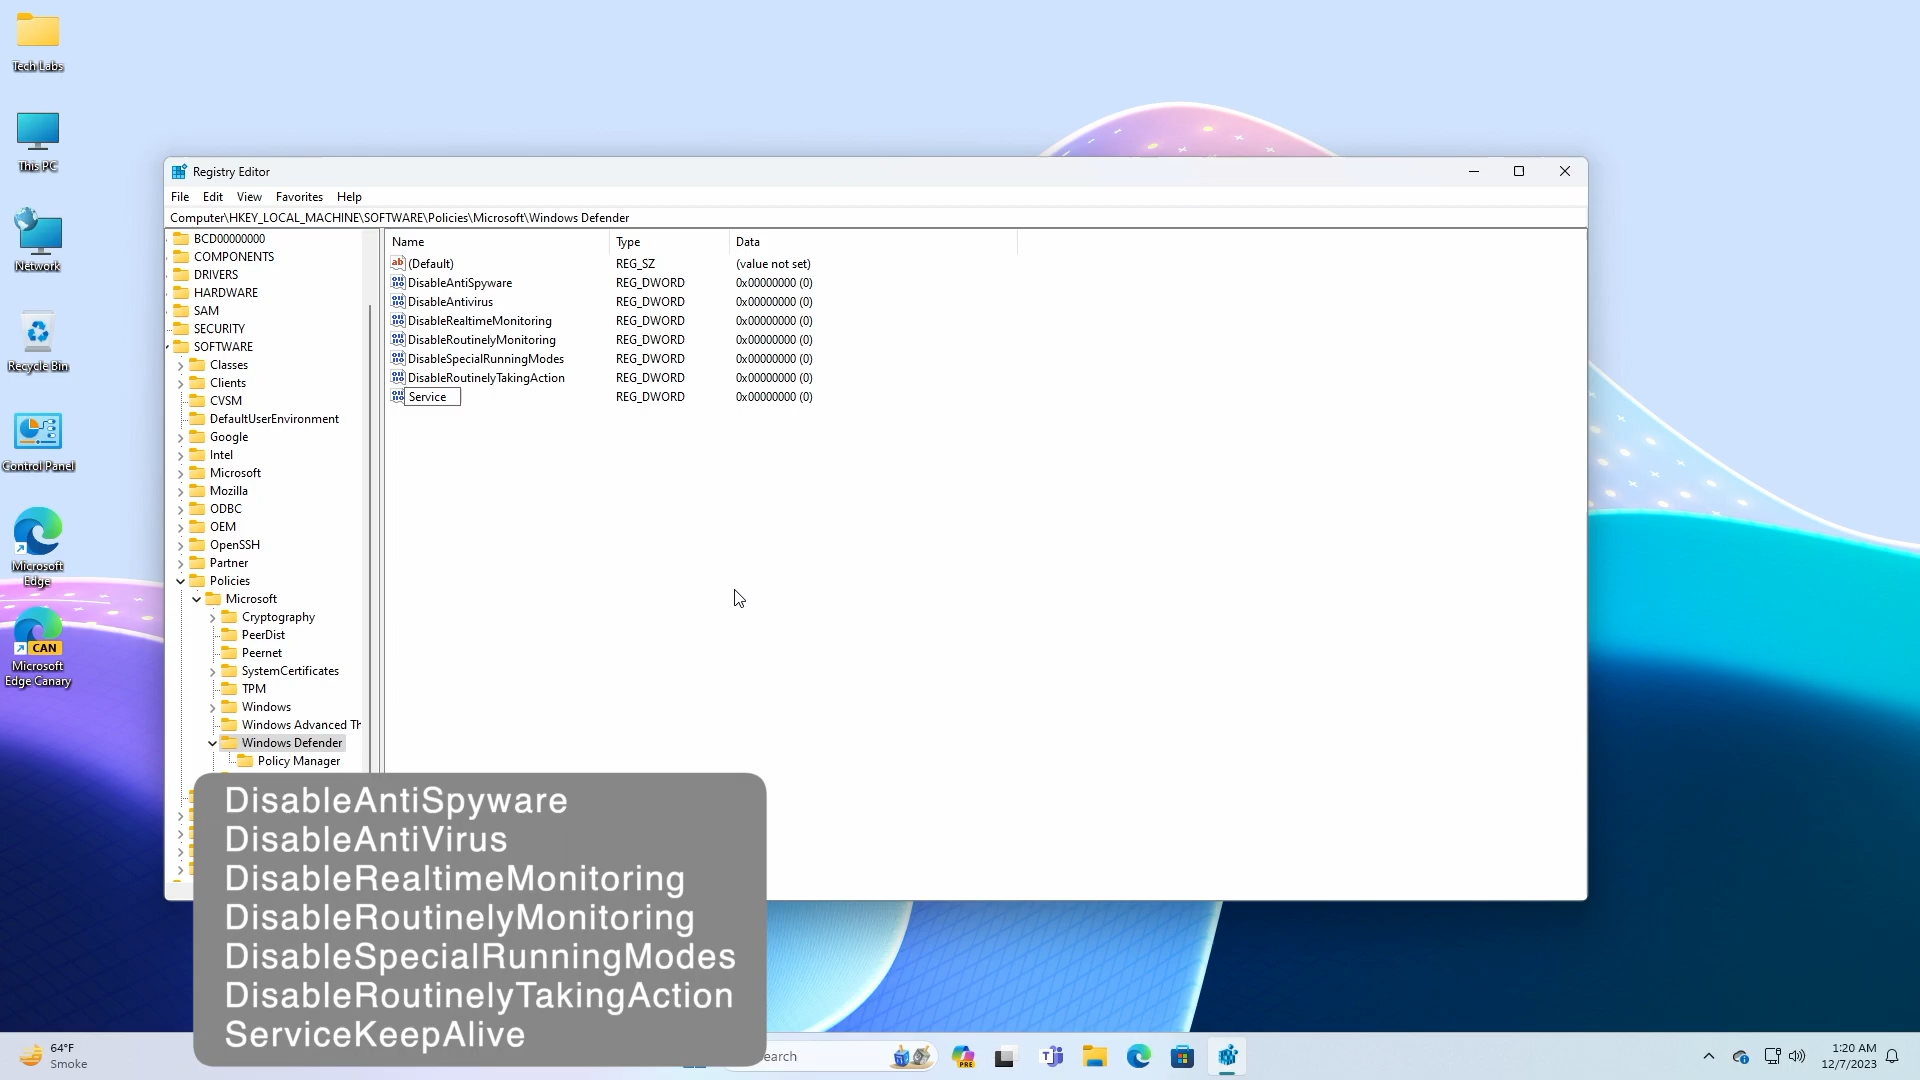 Tech Labs
This PC
Network
Recycle Bin
Control Panel
Microsoft
Edge
CAN
Microsoft
Edge Canary
Registry Editor
File Edit View Favorites Help
Computer\HKEY_LOCAL_MACHINE\SOFTWARE\Policies\Microsoft\Windows Defender
BCD00000000
COMPONENTS
DRIVERS
HARDWARE
SAM
SECURITY
SOFTWARE
Classes
Clients
CVSM
DefaultUserEnvironment
Google
Intel
Microsoft
Mozilla
ODBC
OEM
OpenSSH
Partner
Policies
Microsoft
Cryptography
PeerDist
Peernet
SystemCertificates
TPM
Windows
Windows Advanced Th
Windows Defender
Policy Manager
Name Type Data
(Default) REG_SZ (value not set)
DisableAntiSpyware REG_DWORD 0x00000000 (0)
DisableAntivirus REG_DWORD 0x00000000 (0)
DisableRealtimeMonitoring REG_DWORD 0x00000000 (0)
DisableRoutinelyMonitoring REG_DWORD 0x00000000 (0)
DisableSpecialRunningModes REG_DWORD 0x00000000 (0)
DisableRoutinelyTakingAction REG_DWORD 0x00000000 (0)
Service REG_DWORD 0x00000000 (0)
DisableAntiSpyware
DisableAntiVirus
DisableRealtimeMonitoring
DisableRoutinelyMonitoring
DisableSpecialRunningModes
DisableRoutinelyTakingAction
ServiceKeepAlive
64°F
Smoke
earch
PRE
1:20 AM
12/7/2023